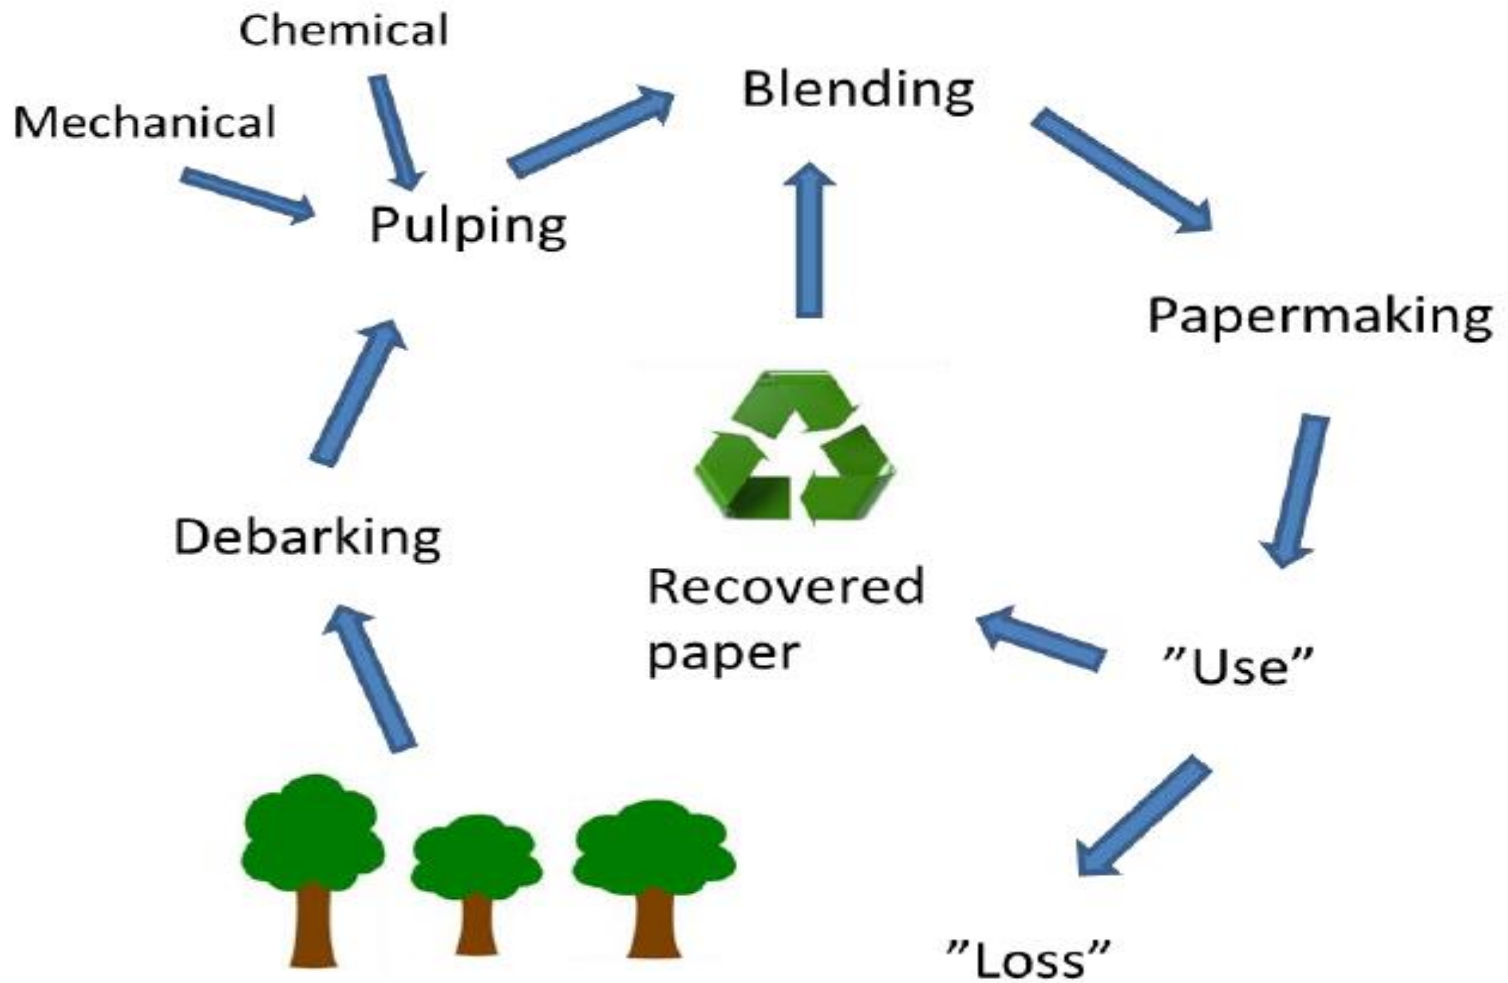 Chemical
Mechanical
Blending
Pulping
Papermaking
Debarking
Recovered
paper
”Use”
”Loss”